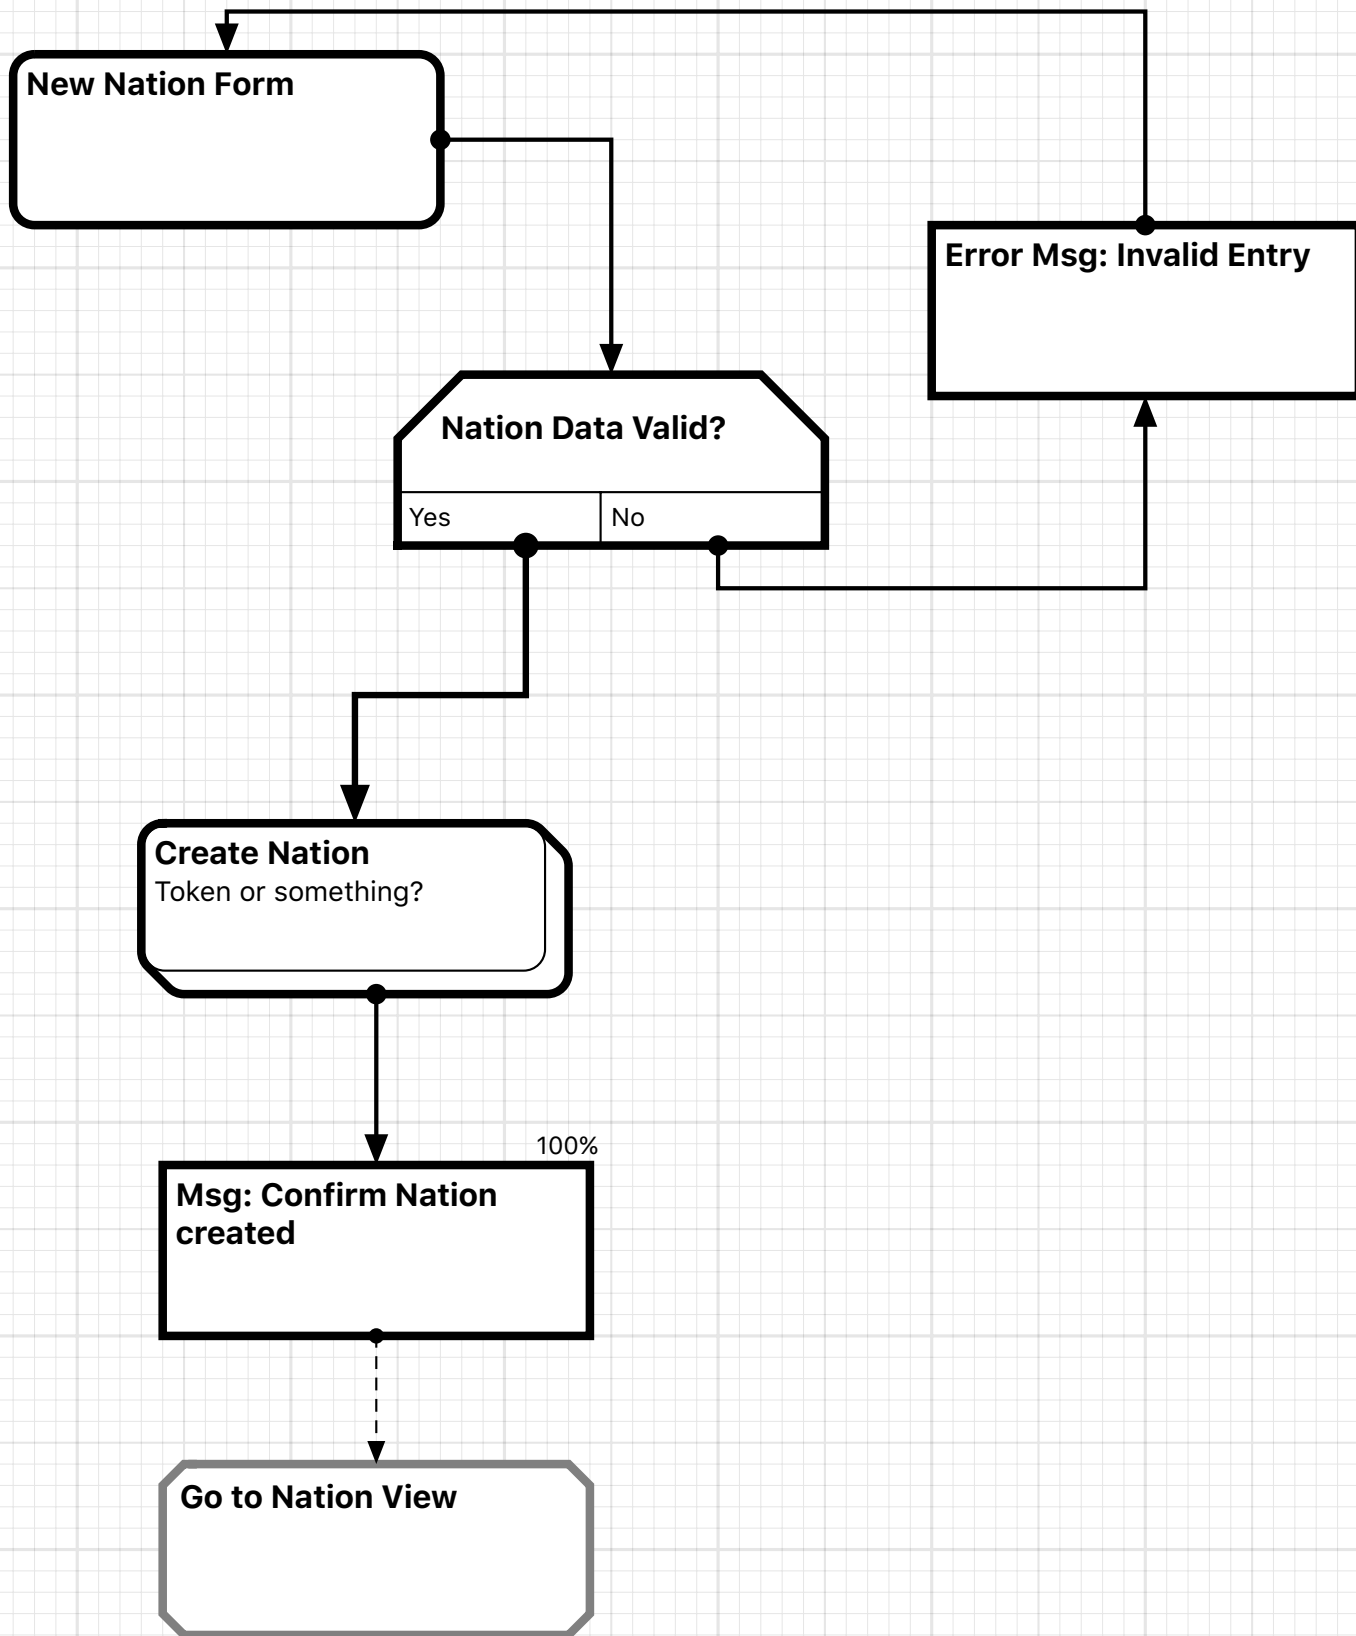 New Nation Form
Error Msg: Invalid Entry
Nation Data Valid?
Yes
No
Create Nation
Token or something?
100%
Msg: Confirm Nation
created
Go to Nation View